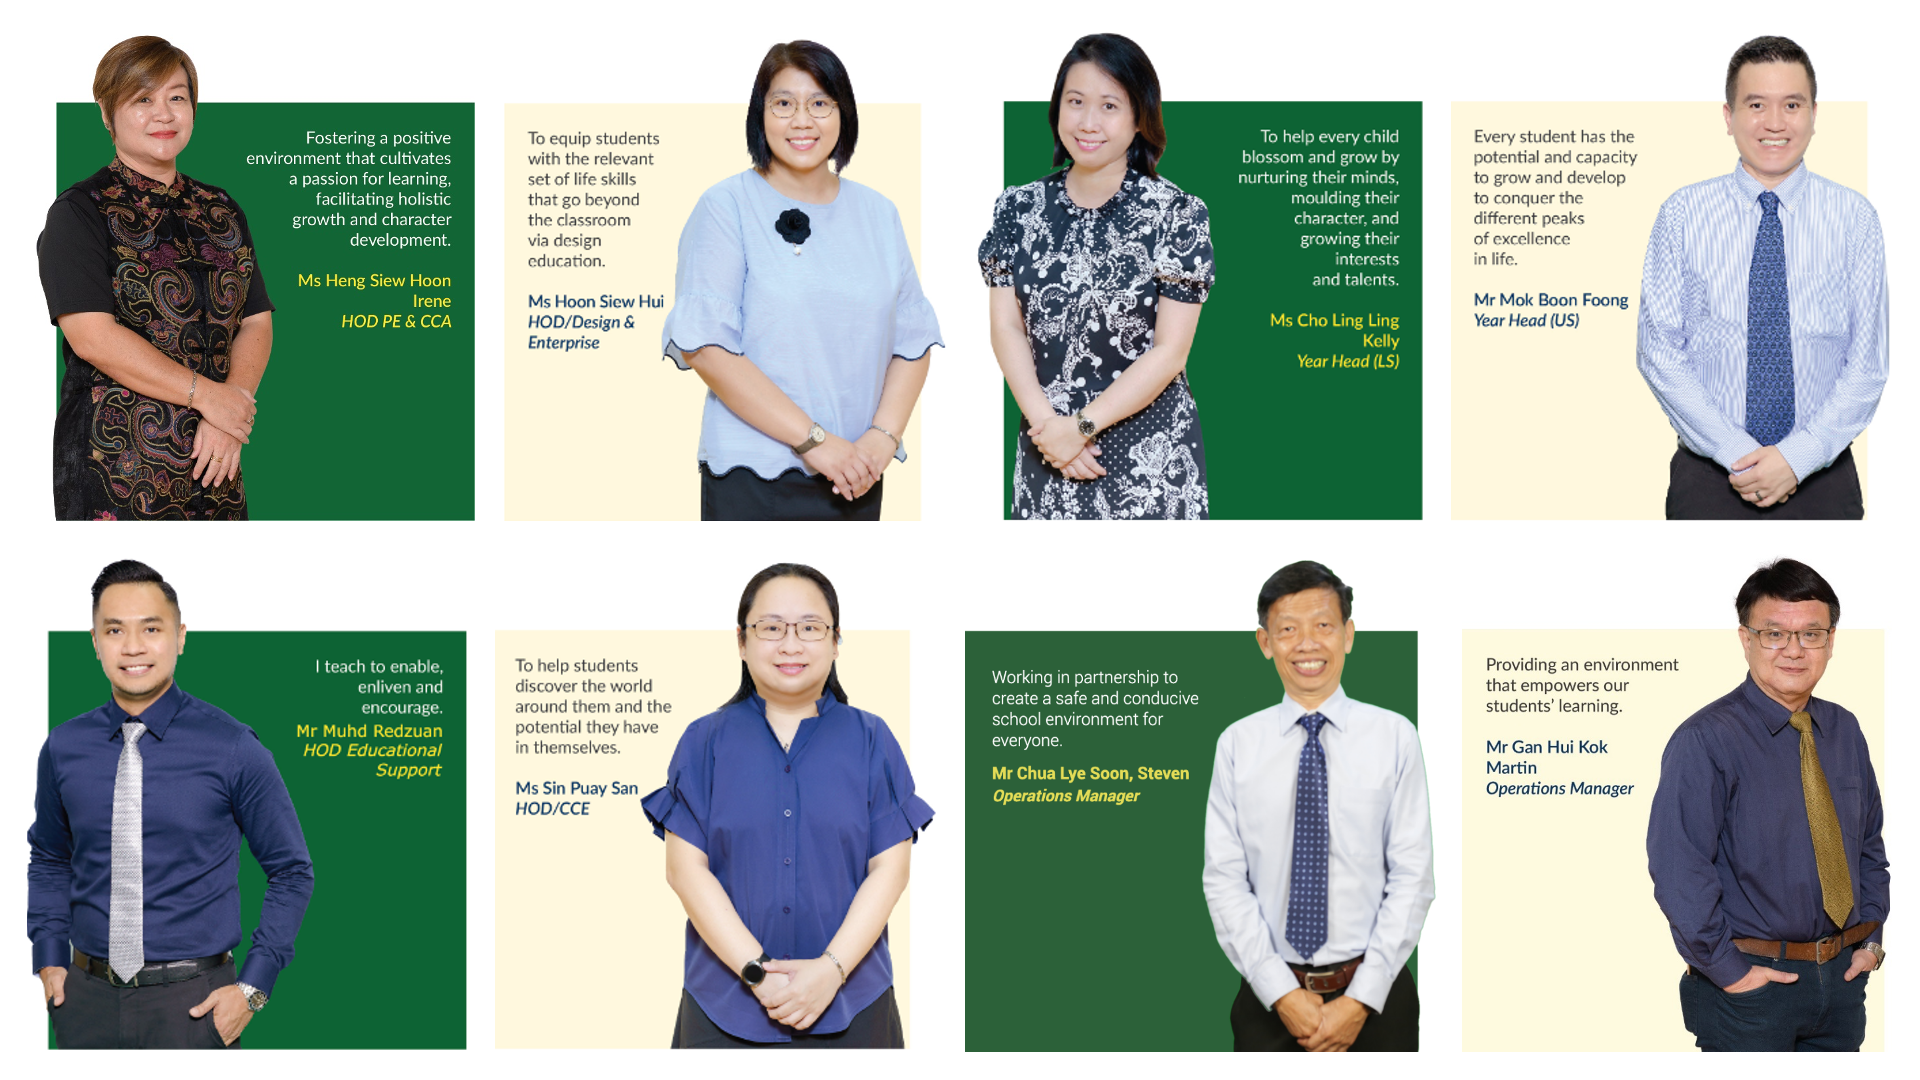 Fostering a positive
environment that cultivates
a passion for learning,
facilitating holistic
growth and character
development.
Ms Heng Siew Hoon
Irene
HOD PE & CCA
To equip students
with the relevant
set of life skills
that go beyond
the classroom
via design
education.
Ms Hoon Siew Hui
HOD/Design &
Enterprise
To help every child
blossom and grow by
nurturing their minds,
moulding their
character, and
growing their
interests
and talents.
Ms Cho Ling Ling
Kelly
Year Head (LS)
Every student has the
potential and capacity
to grow and develop
to conquer the
different peaks
of excellence
in life.
Mr Mok Boon Foong
Year Head (US)
I teach to enable,
enliven and
encourage.
Mr Muhd Redzuan
HOD Educational
Support
To help students
discover the world
around them and the
potential they have
in themselves.
Ms Sin Puay San
HOD/CCE
Working in partnership to
create a safe and conducive
school environment for
everyone.
Mr Chua Lye Soon, Steven
Operations Manager
Providing an environment
that empowers our
students’ learning.
Mr Gan Hui Kok
Martin
Operations Manager